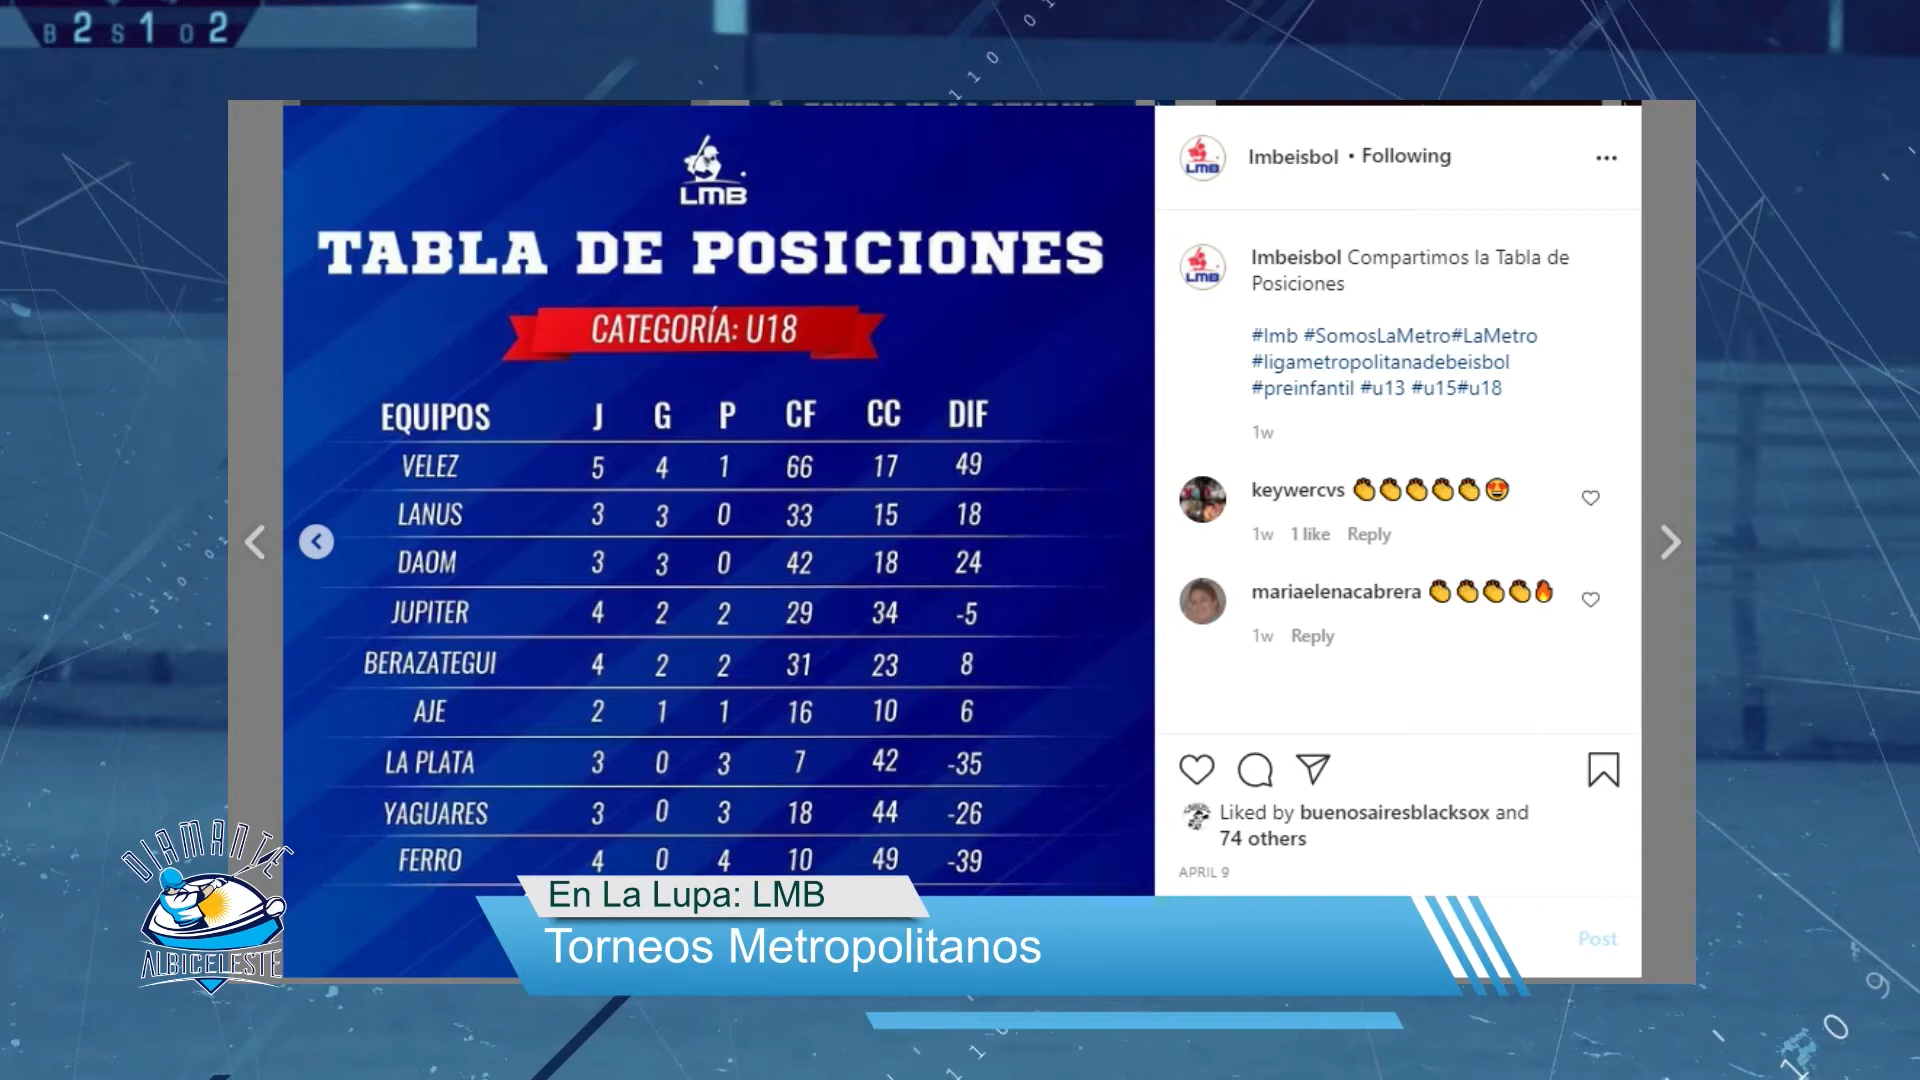 B 2 S 1 O 2
LMB
TABLA DE POSICIONES
CATEGORÍA: U18
EQUIPOS J G P CF CC DIF
VELEZ 5 4 1 66 17 49
LANUS 3 3 0 33 15 18
DAOM 3 3 0 42 18 24
JUPITER 4 2 2 29 34 -5
BERAZATEGUI 4 2 2 31 23 8
AJE 2 1 1 16 10 6
LA PLATA 3 0 3 7 42 -35
YAGUARES 3 0 3 18 44 -26
FERRO 4 0 4 10 49 -39
LMB
lmbeisbol • Following
LMB
lmbeisbol Compartimos la Tabla de
Posiciones
#lmb #SomosLaMetro#LaMetro
#ligametropolitanadebeisbol
#preinfantil #u13 #u15#u18
1w
keywercvs 👏👏👏👏👏😍
1w 1 like Reply
mariaelenacabrera 👏👏👏👏🔥
1w Reply
Liked by buenosairesblacksox and
74 others
APRIL 9
Post
DIAMANTE
ALBICELESTE
En La Lupa: LMB
Torneos Metropolitanos